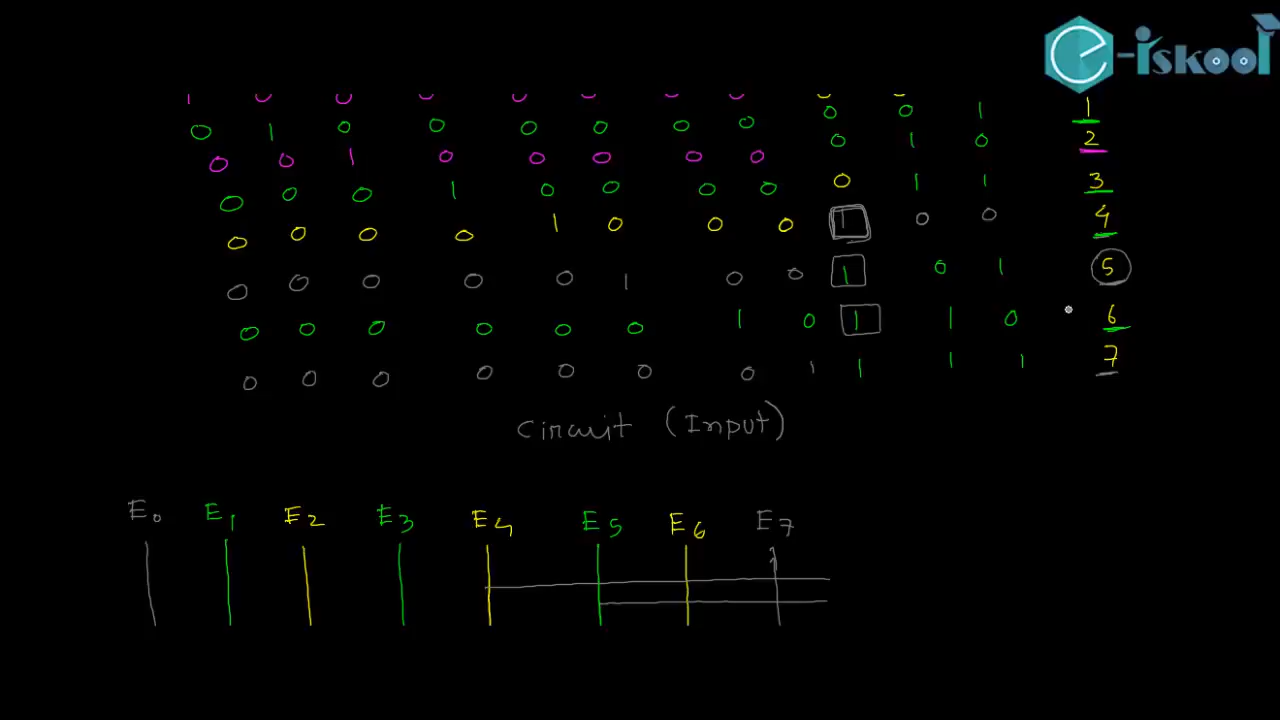 e-iskool
1 0 0 0 0 0 0 0 0 0
0 1 0 0 0 0 0 0 0 0 1 1
0 1 0 2
0 0 1 0 0 0 0 0
0 0 0 1 0 0 0 0 0 1 1 3
0 0 0 0 1 0 0 0 1 0 0 4
0 0 0 0 0 1 0 0 1 0 1 5
0 0 0 0 0 0 1 0 1 1 0 6
0 0 0 0 0 0 0 1 1 1 1 7
Circuit (Input)
E0 E1 E2 E3 E4 E5 E6 E7